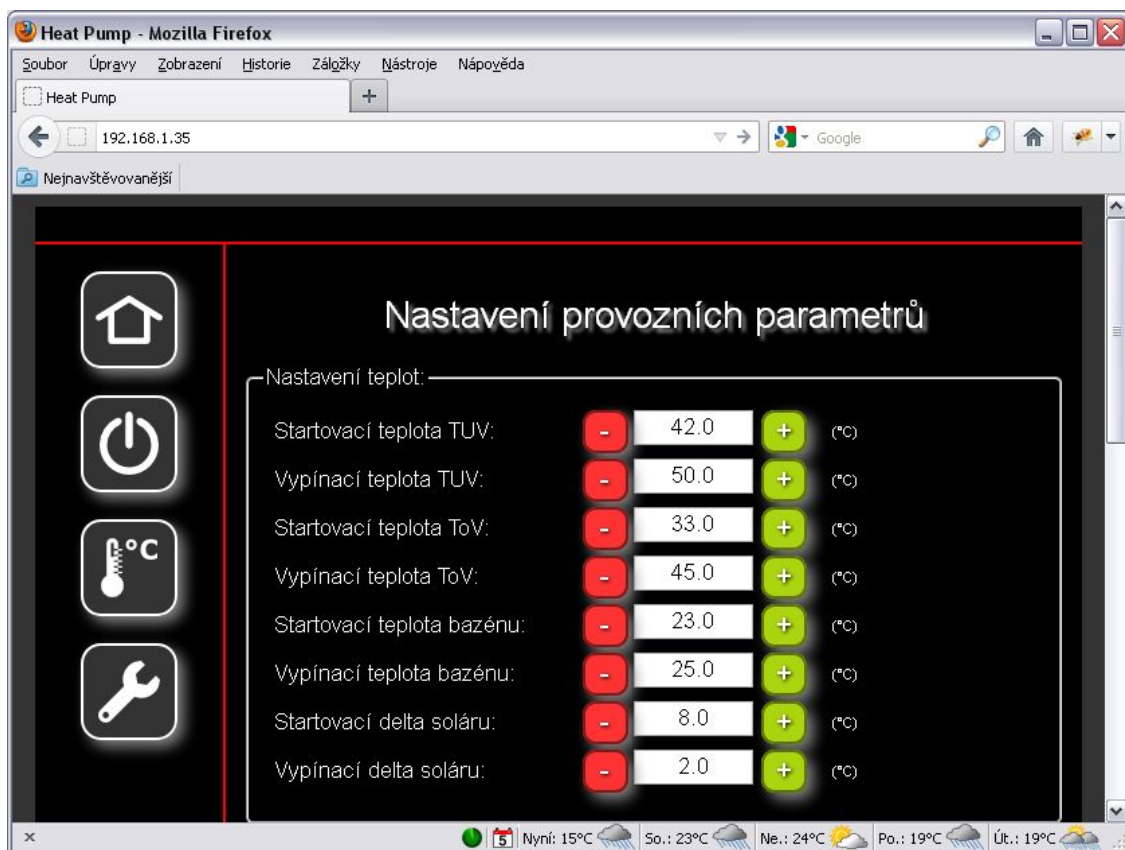 Heat Pump - Mozilla Firefox
Soubor Úpravy Zobrazení Historie Záložky Nástroje Nápověda
Heat Pump +
192.168.1.35 Google
Nejnavštěvovanější
Nastavení provozních parametrů
Nastavení teplot:
Startovací teplota TUV: - 42.0 + (°C)
Vypínací teplota TUV: - 50.0 + (°C)
°C Startovací teplota ToV: - 33.0 + (°C)
Vypínací teplota ToV: - 45.0 + (°C)
Startovací teplota bazénu: - 23.0 + (°C)
Vypínací teplota bazénu: - 25.0 + (°C)
Startovací delta soláru: - 8.0 + (°C)
Vypínací delta soláru: - 2.0 + (°C)
x 5 Nyní: 15°C So.: 23°C Ne.: 24°C Po.: 19°C Út.: 19°C